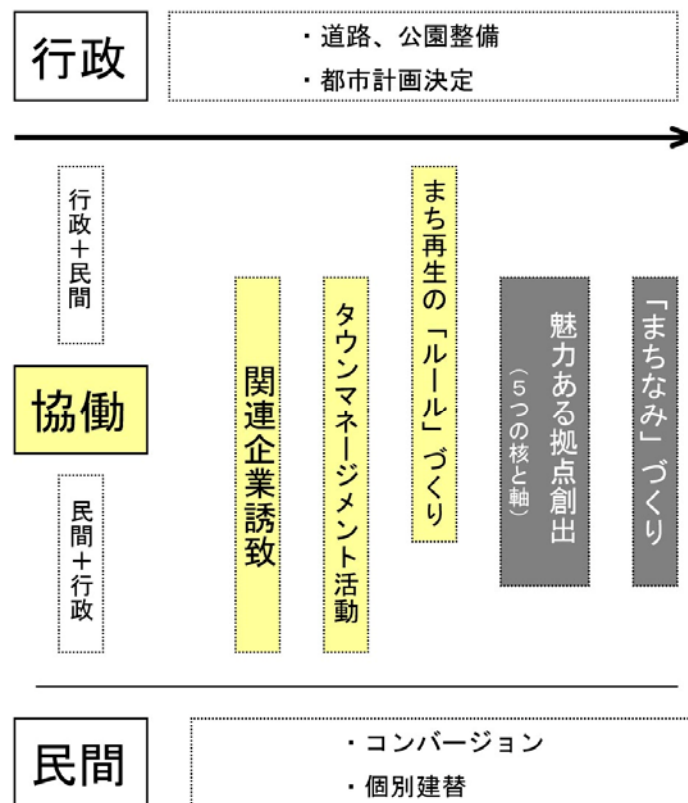 行政
・道路、公園整備
・都市計画決定
行政＋民間
協働
民間＋行政
関連企業誘致
タウンマネージメント活動
まち再生の「ルール」づくり
魅力ある拠点創出
（５つの核と軸）
「まちなみ」づくり
民間
・コンバージョン
・個別建替